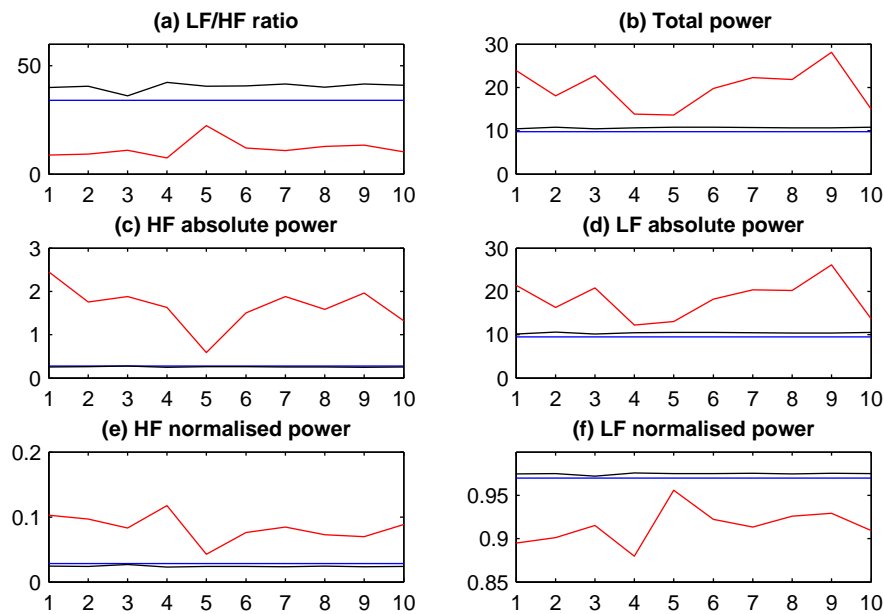 (a) LF/HF ratio
50
0
1 2 3 4 5 6 7 8 9 10
(b) Total power
30
20
10
0
1 2 3 4 5 6 7 8 9 10
(c) HF absolute power
3
2
1
0
1 2 3 4 5 6 7 8 9 10
(d) LF absolute power
30
20
10
0
1 2 3 4 5 6 7 8 9 10
(e) HF normalised power
0.2
0.1
0
1 2 3 4 5 6 7 8 9 10
(f) LF normalised power
0.95
0.9
0.85
1 2 3 4 5 6 7 8 9 10